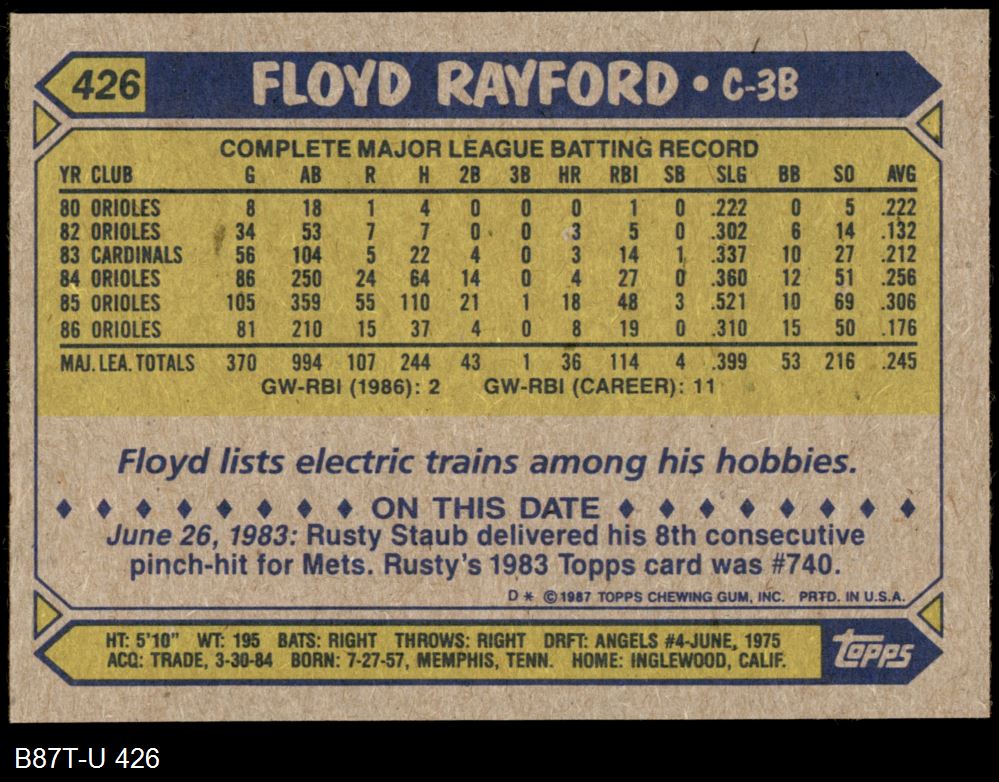 426 FLOYD RAYFORD • C-3B
COMPLETE MAJOR LEAGUE BATTING RECORD
YR CLUB G AB R H 2B 3B HR RBI SB SLG BB SO AVG
80 ORIOLES 8 18 1 4 0 0 0 1 0 .222 0 5 .222
82 ORIOLES 34 53 7 7 0 0 3 5 0 .302 6 14 .132
83 CARDINALS 56 104 5 22 4 0 3 14 1 .337 10 27 .212
84 ORIOLES 86 250 24 64 14 0 4 27 0 .360 12 51 .256
85 ORIOLES 105 359 55 110 21 1 18 48 3 .521 10 69 .306
86 ORIOLES 81 210 15 37 4 0 8 19 0 .310 15 50 .176
MAJ. LEA. TOTALS 370 994 107 244 43 1 36 114 4 .399 53 216 .245
GW-RBI (1986): 2 GW-RBI (CAREER): 11
Floyd lists electric trains among his hobbies.
♦ ♦ ♦ ♦ ♦ ♦ ♦ ♦ ON THIS DATE ♦ ♦ ♦ ♦ ♦ ♦ ♦ ♦
June 26, 1983: Rusty Staub delivered his 8th consecutive
pinch-hit for Mets. Rusty's 1983 Topps card was #740.
D * © 1987 TOPPS CHEWING GUM, INC. PRTD. IN U.S.A.
HT: 5'10" WT: 195 BATS: RIGHT THROWS: RIGHT DRFT: ANGELS #4-JUNE, 1975
ACQ: TRADE, 3-30-84 BORN: 7-27-57, MEMPHIS, TENN. HOME: INGLEWOOD, CALIF.
TOPPS
B87T-U 426